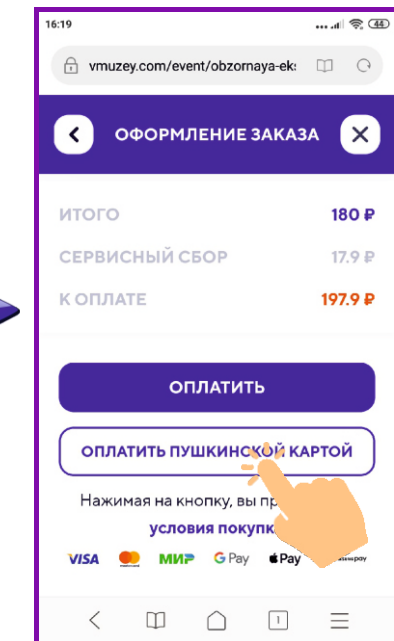 16:19
44
vmuzey.com/event/obzornaya-ek
ОФОРМЛЕНИЕ ЗАКАЗА
ИТОГО 180 ₽
СЕРВИСНЫЙ СБОР 17.9 ₽
К ОПЛАТЕ 197.9 ₽
ОПЛАТИТЬ
ОПЛАТИТЬ ПУШКИНСКОЙ КАРТОЙ
Нажимая на кнопку, вы
условия
VISA МИР G Pay Pay
1